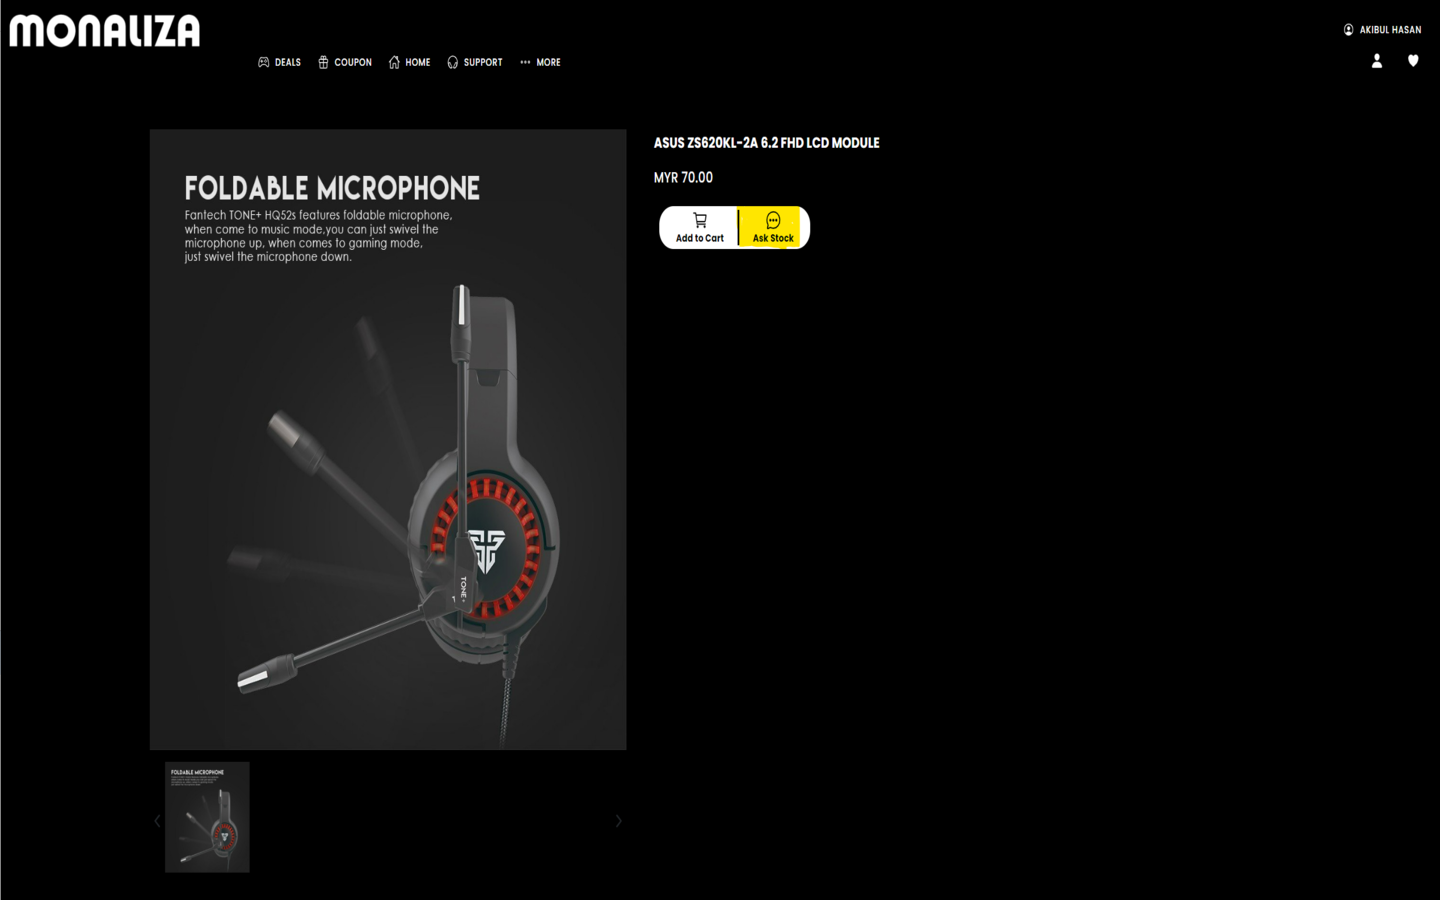 MONALIZA
AKIBUL HASAN
DEALS COUPON HOME SUPPORT MORE
ASUS ZS620KL-2A 6.2 FHD LCD MODULE
MYR 70.00
Add to Cart
Ask Stock
FOLDABLE MICROPHONE
Fantech TONE+ HQ52s features foldable microphone,
when come to music mode,you can just swivel the
microphone up, when comes to gaming mode,
just swivel the microphone down.
TONE+
FOLDABLE MICROPHONE